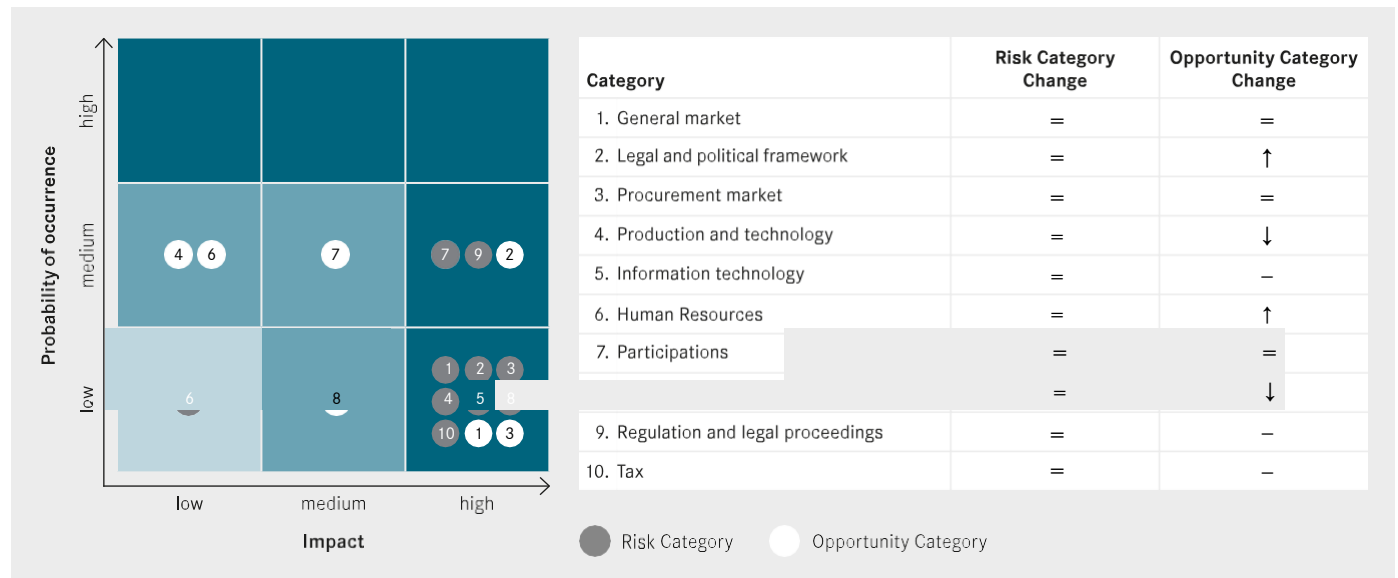 Probability of occurrence
high
medium
4 6
7
7 9 2
low
1 2 3
6
8
4 5 8
10 1 3
low medium high
Impact
Category Risk Category Change Opportunity Category Change
1. General market = =
2. Legal and political framework = ↑
3. Procurement market = =
4. Production and technology = ↓
5. Information technology = –
6. Human Resources = ↑
7. Participations = =
= ↓
9. Regulation and legal proceedings = –
10. Tax = –
Risk Category Opportunity Category